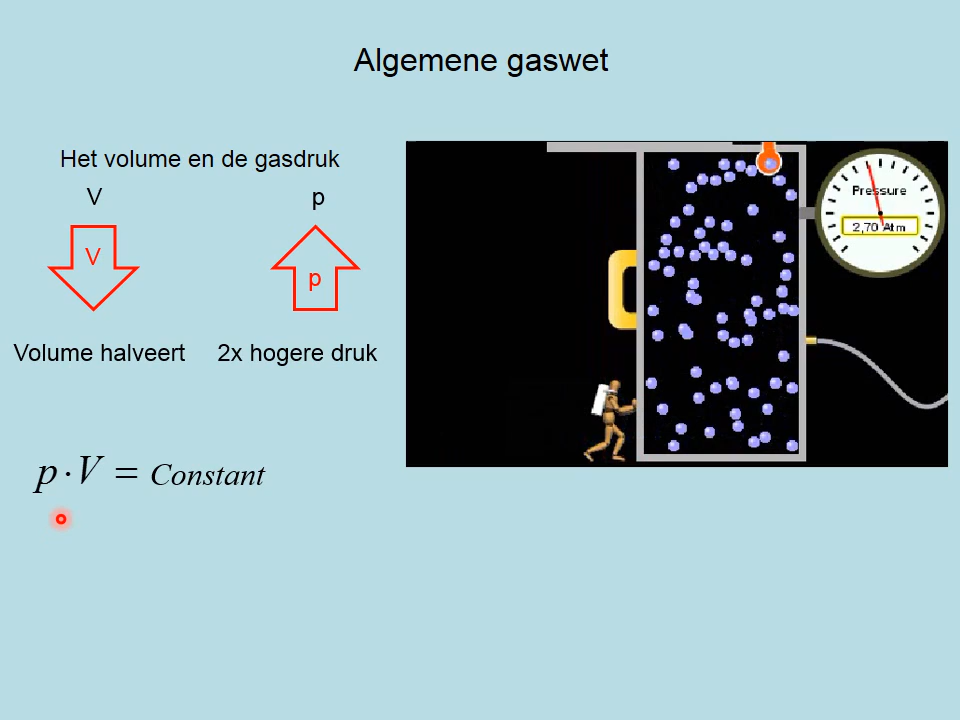 Algemene gaswet
Het volume en de gasdruk
V p
V
p
Volume halveert 2x hogere druk
p · V = Constant
Pressure
2,70 Atm